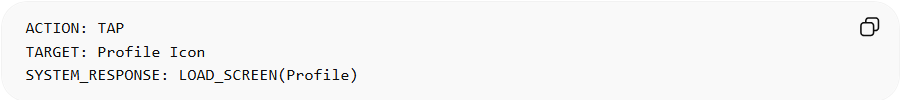 ACTION: TAP
TARGET: Profile Icon
SYSTEM_RESPONSE: LOAD_SCREEN(Profile)